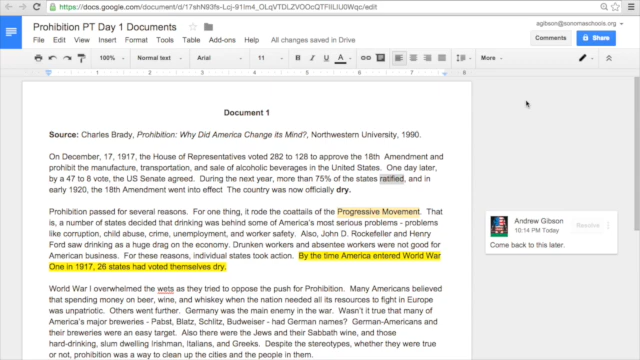 https://docs.google.com/document/d/17shN93fs-Lcj-91lm4_OLqVTDLZOOcQTFIILlU0Wqc/edit
Prohibition PT Day 1 Documents
agibson@sonomaschools.org
File Edit View Insert Format Tools Table Add-ons Help All changes saved in Drive
Comments Share
100% Normal text Arial 11 B I U A More
Document 1
Source: Charles Brady, Prohibition: Why Did America Change its Mind?, Northwestern University, 1990.
On December, 17, 1917, the House of Representatives voted 282 to 128 to approve the 18th Amendment and
prohibit the manufacture, transportation, and sale of alcoholic beverages in the United States. One day later,
by a 47 to 8 vote, the US Senate agreed. During the next year, more than 75% of the states ratified, and in
early 1920, the 18th Amendment went into effect The country was now officially dry.
Prohibition passed for several reasons. For one thing, it rode the coattails of the Progressive Movement. That
is, a number of states decided that drinking was behind some of America's most serious problems - problems
like corruption, child abuse, crime, unemployment, and worker safety. Also, John D. Rockefeller and Henry
Ford saw drinking as a huge drag on the economy. Drunken workers and absentee workers were not good for
American business. For these reasons, individual states took action. By the time America entered World War
One in 1917, 26 states had voted themselves dry.
Andrew Gibson
10:14 PM Today
Resolve
Come back to this later.
World War I overwhelmed the wets as they tried to oppose the push for Prohibition. Many Americans believed
that spending money on beer, wine, and whiskey when the nation needed all its resources to fight in Europe
was unpatriotic. Others went further. Germany was the main enemy in the war. Wasn't it true that many of
America's major breweries - Pabst, Blatz, Schlitz, Budweiser - had German names? German-Americans and
their breweries were an easy target. Also there were the Jews and their Sabbath wine, and those
hard-drinking, slum dwelling Irishman, Italians, and Greeks. Despite the stereotypes, whether they were true
or not, prohibition was a way to clean up the cities and the people in them.